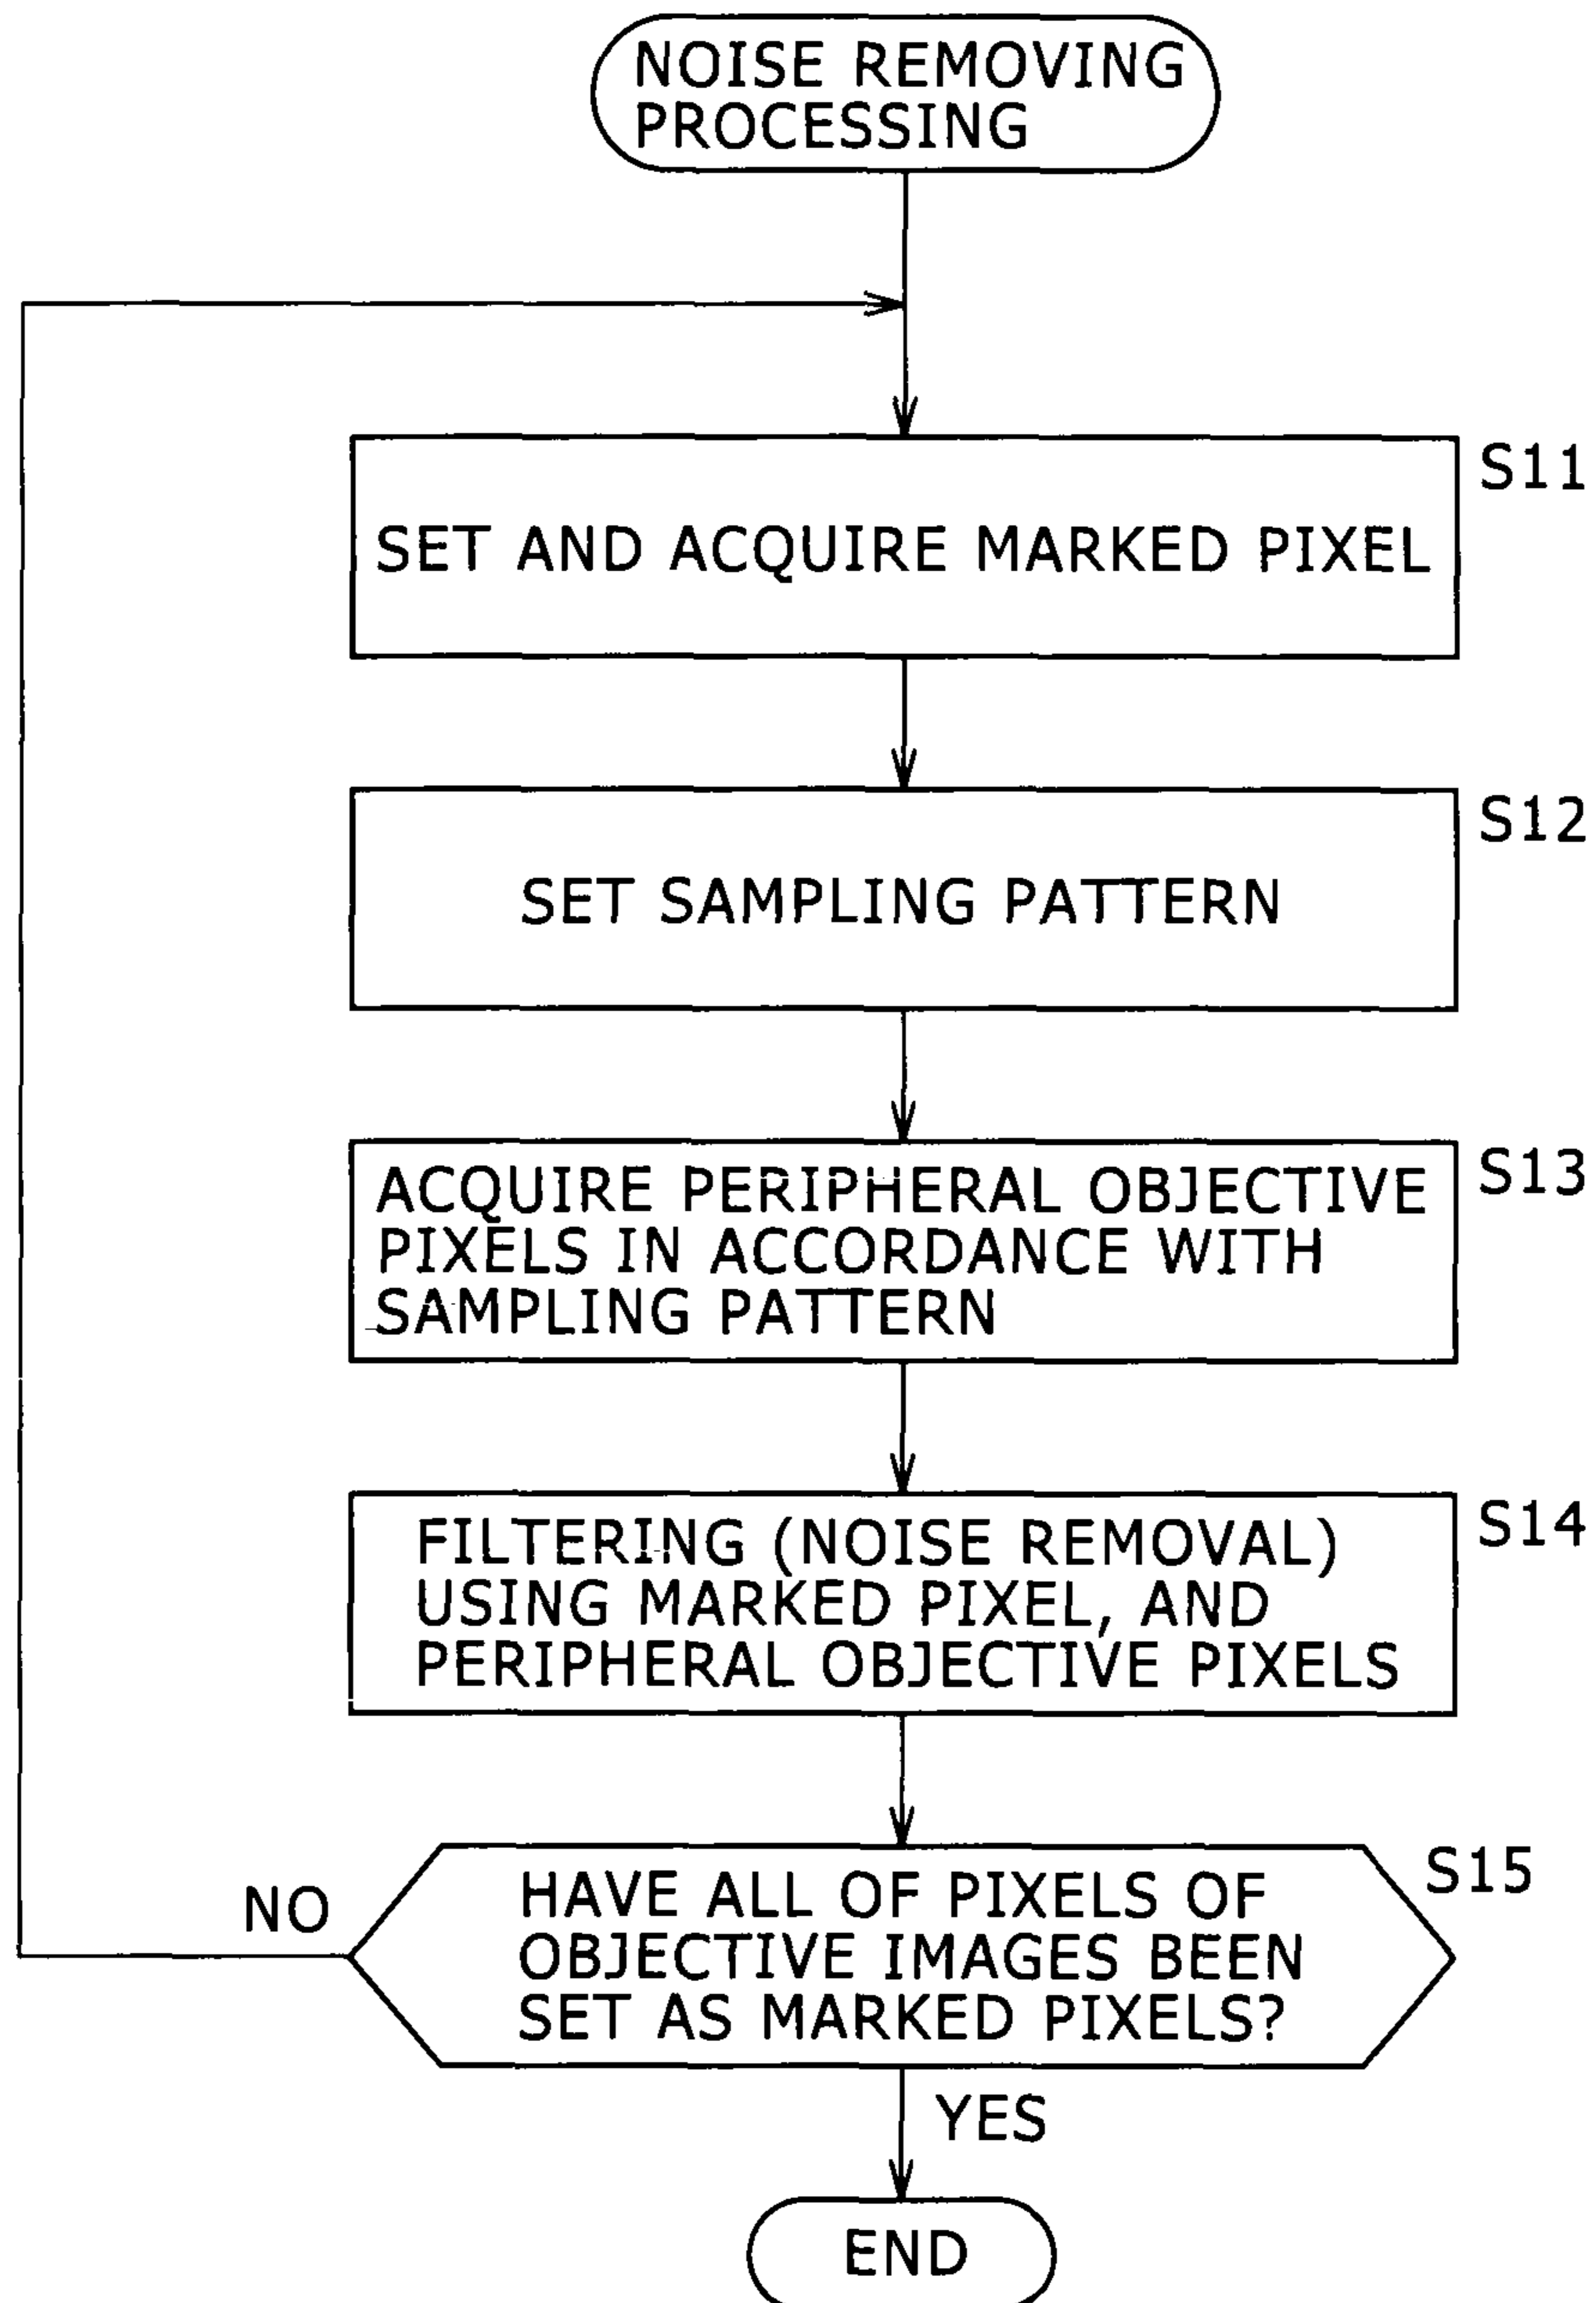 NOISE REMOVING
PROCESSING
S11
SET AND ACQUIRE MARKED PIXEL
S12
SET SAMPLING PATTERN
S13
ACQUIRE PERIPHERAL OBJECTIVE
PIXELS IN ACCORDANCE WITH
SAMPLING PATTERN
S14
FILTERING (NOISE REMOVAL)
USING MARKED PIXEL, AND
PERIPHERAL OBJECTIVE PIXELS
S15
NO
HAVE ALL OF PIXELS OF
OBJECTIVE IMAGES BEEN
SET AS MARKED PIXELS?
YES
END